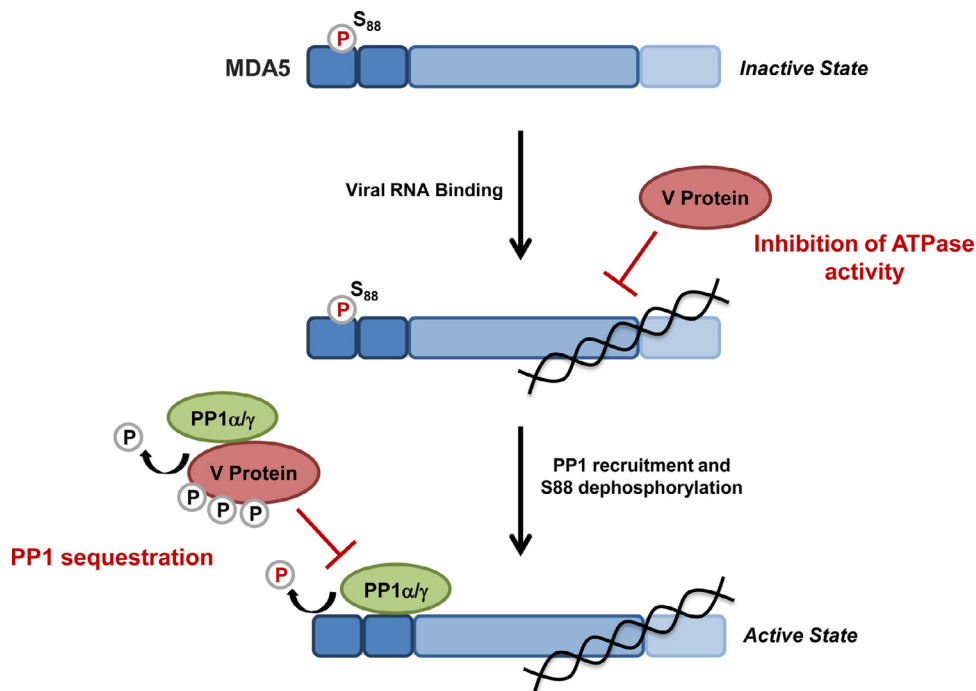 S88
P
MDA5
Inactive State
Viral RNA Binding
V Protein
Inhibition of ATPase
activity
S88
P
PP1α/γ
P
V Protein
P
P
P
PP1 recruitment and
S88 dephosphorylation
PP1 sequestration
P
PP1α/γ
Active State